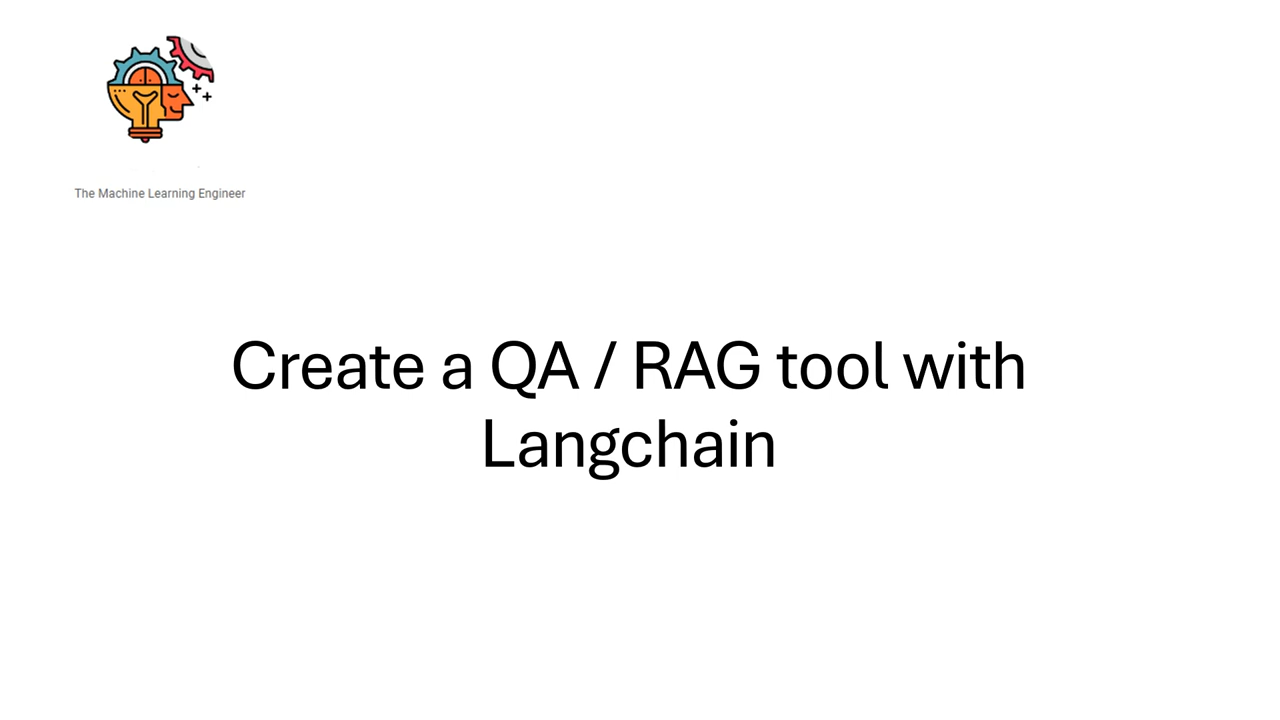 The Machine Learning Engineer
Create a QA / RAG tool with
Langchain